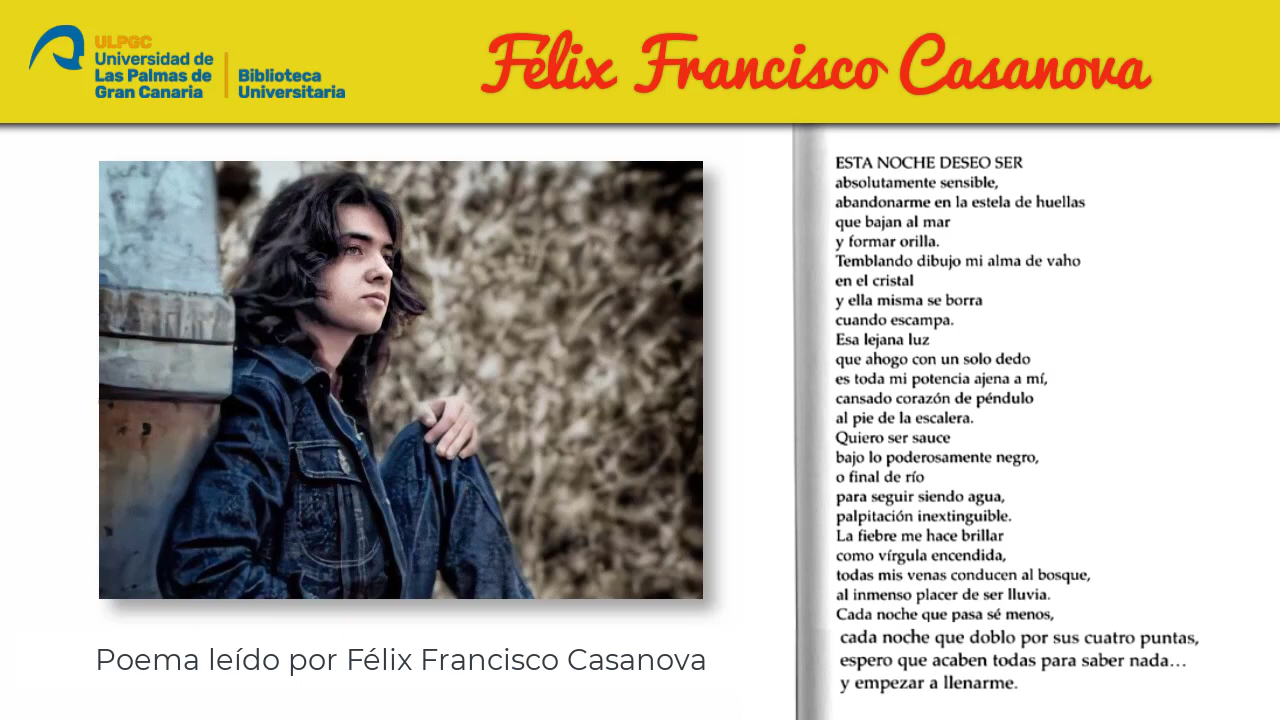 ULPGC
Universidad de
Las Palmas de
Gran Canaria
Biblioteca
Universitaria
Félix Francisco Casanova
Poema leído por Félix Francisco Casanova
ESTA NOCHE DESEO SER
absolutamente sensible,
abandonarme en la estela de huellas
que bajan al mar
y formar orilla.
Temblando dibujo mi alma de vaho
en el cristal
y ella misma se borra
cuando escampa.
Esa lejana luz
que ahogo con un solo dedo
es toda mi potencia ajena a mí,
cansado corazón de péndulo
al pie de la escalera.
Quiero ser sauce
bajo lo poderosamente negro,
o final de río
para seguir siendo agua,
palpitación inextinguible.
La fiebre me hace brillar
como vírgula encendida,
todas mis venas conducen al bosque,
al inmenso placer de ser lluvia.
Cada noche que pasa sé menos,
cada noche que doblo por sus cuatro puntas,
espero que acaben todas para saber nada...
y empezar a llenarme.